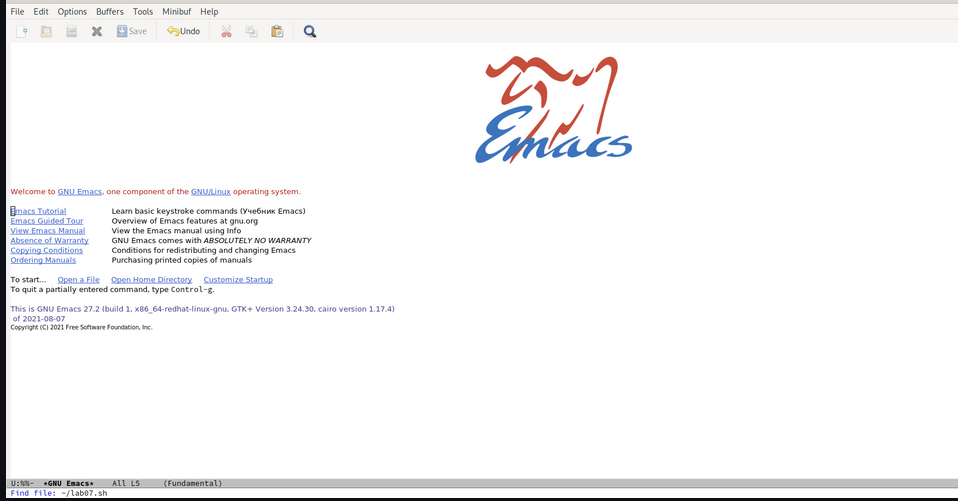 File Edit Options Buffers Tools Minibuf Help
Save Undo
Emacs
Welcome to GNU Emacs, one component of the GNU/Linux operating system.
Emacs Tutorial Learn basic keystroke commands (Учебник Emacs)
Emacs Guided Tour Overview of Emacs features at gnu.org
View Emacs Manual View the Emacs manual using Info
Absence of Warranty GNU Emacs comes with ABSOLUTELY NO WARRANTY
Copying Conditions Conditions for redistributing and changing Emacs
Ordering Manuals Purchasing printed copies of manuals
To start... Open a File Open Home Directory Customize Startup
To quit a partially entered command, type Control-g.
This is GNU Emacs 27.2 (build 1, x86_64-redhat-linux-gnu, GTK+ Version 3.24.30, cairo version 1.17.4)
of 2021-08-07
Copyright (C) 2021 Free Software Foundation, Inc.
U:%%- *GNU Emacs* All L5 (Fundamental)
Find file: ~/lab07.sh